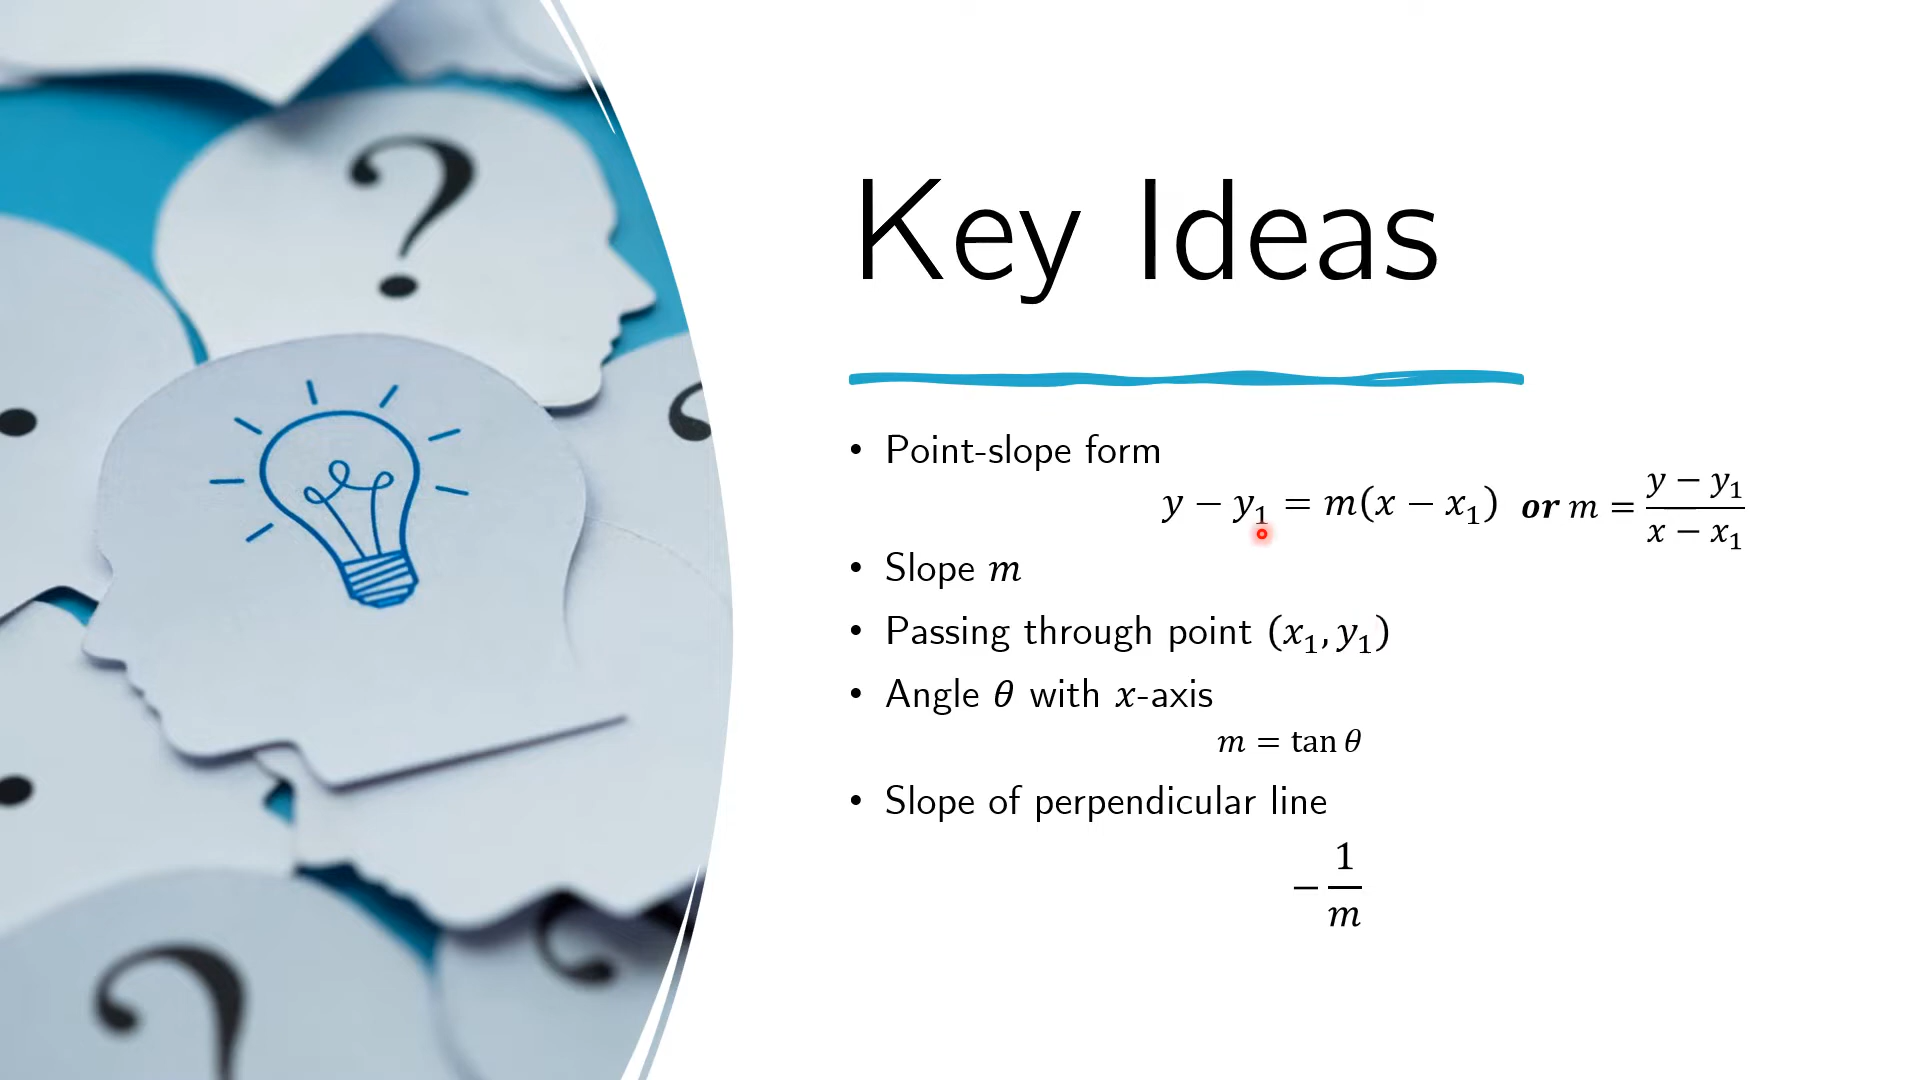 ?
?
Key Ideas
• Point-slope form
y − y₁ = m(x − x₁) or m = (y − y₁)/(x − x₁)
• Slope m
• Passing through point (x₁, y₁)
• Angle θ with x-axis
m = tan θ
• Slope of perpendicular line
− 1/m